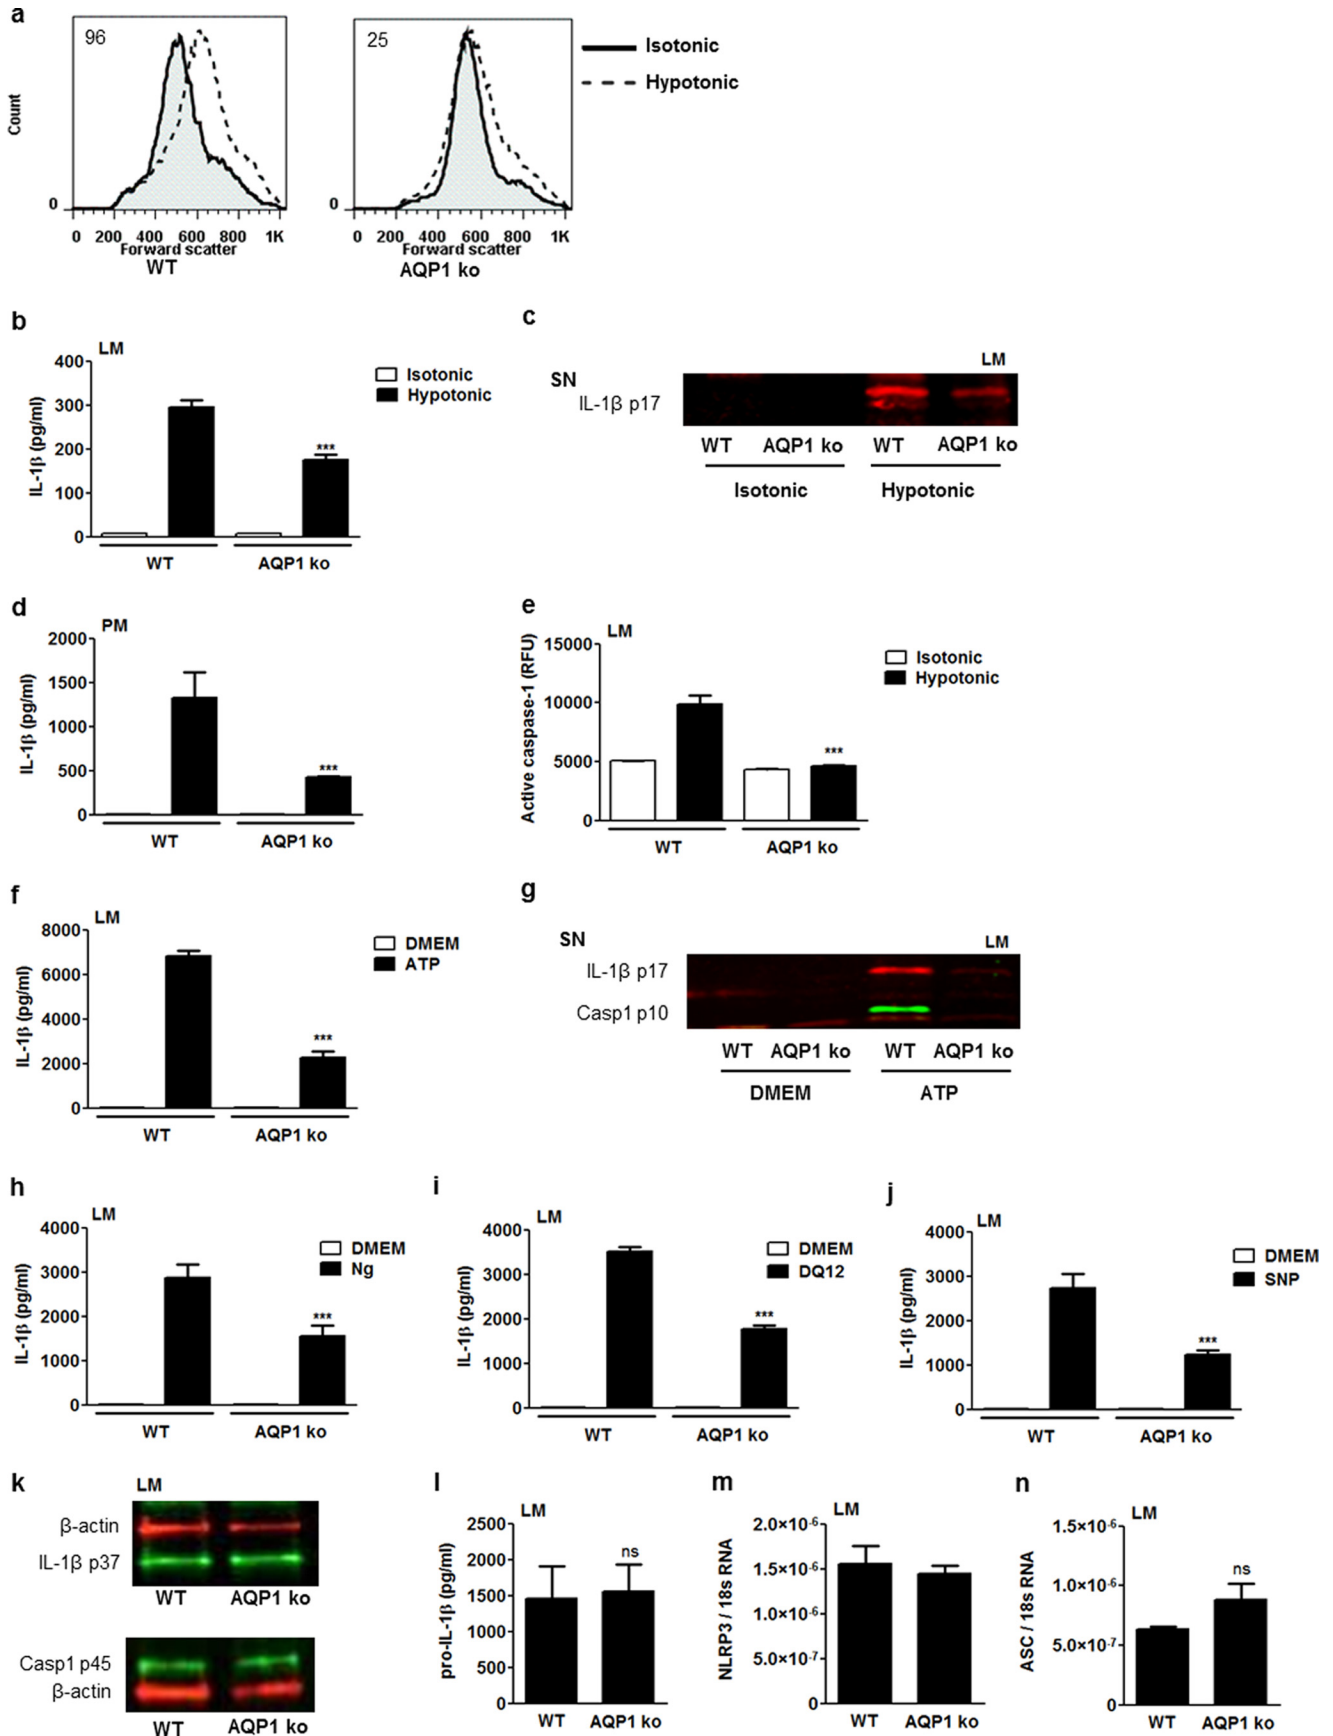 a
96
25
Isotonic
Hypotonic
Count
0
0
0 200 400 600 800 1K
0 200 400 600 800 1K
Forward scatter
Forward scatter
WT
AQP1 ko
b
LM
IL-1β (pg/ml)
400
300
200
100
0
Isotonic
Hypotonic
WT
AQP1 ko
***
c
LM
SN
IL-1β p17
WT AQP1 ko WT AQP1 ko
Isotonic Hypotonic
d
PM
IL-1β (pg/ml)
2000
1500
1000
500
0
***
WT
AQP1 ko
e
LM
Active caspase-1 (RFU)
15000
10000
5000
0
Isotonic
Hypotonic
***
WT
AQP1 ko
f
LM
IL-1β (pg/ml)
8000
6000
4000
2000
0
DMEM
ATP
***
WT
AQP1 ko
g
SN
LM
IL-1β p17
Casp1 p10
WT AQP1 ko WT AQP1 ko
DMEM ATP
h
LM
IL-1β (pg/ml)
4000
3000
2000
1000
0
DMEM
Ng
***
WT
AQP1 ko
i
LM
IL-1β (pg/ml)
4000
3000
2000
1000
0
DMEM
DQ12
***
WT
AQP1 ko
j
LM
IL-1β (pg/ml)
4000
3000
2000
1000
0
DMEM
SNP
***
WT
AQP1 ko
k
LM
β-actin
IL-1β p37
WT AQP1 ko
Casp1 p45
β-actin
WT AQP1 ko
l
LM
pro-IL-1β (pg/ml)
2500
2000
1500
1000
500
0
ns
WT AQP1 ko
m
LM
NLRP3 / 18s RNA
2.0×10-6
1.5×10-6
1.0×10-6
5.0×10-7
0
WT AQP1 ko
n
LM
ASC / 18s RNA
1.5×10-6
1.0×10-6
5.0×10-7
0
ns
WT AQP1 ko